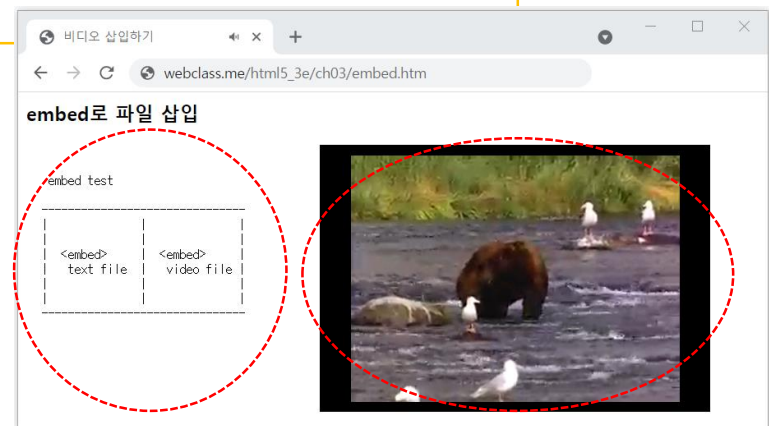 비디오 삽입하기
webclass.me/html5_3e/ch03/embed.htm
embed로 파일 삽입
embed test
<embed> <embed>
text file video file